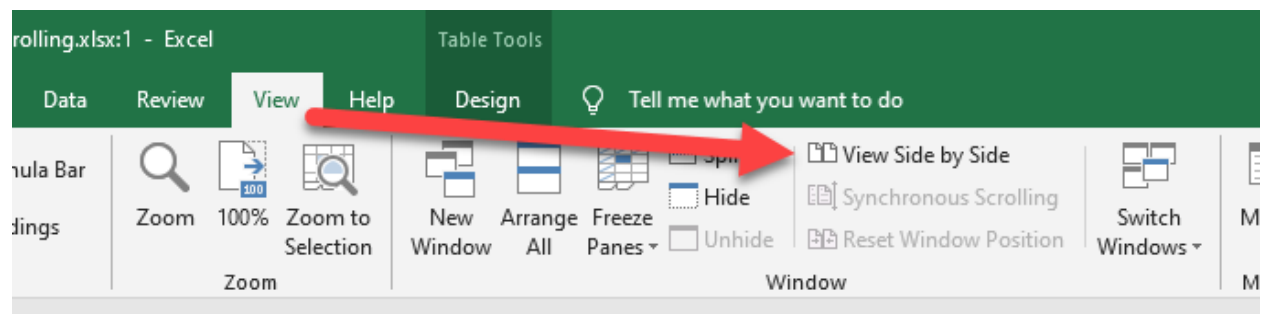 rolling.xlsx:1 - Excel
Table Tools
Data Review View Help Design Tell me what you want to do
nula Bar
dings
Zoom
100
100%
Zoom to
Selection
Zoom
New
Window
Arrange
All
Freeze
Panes
Hide
Unhide
View Side by Side
Synchronous Scrolling
Reset Window Position
Switch
Windows
Window
M
M